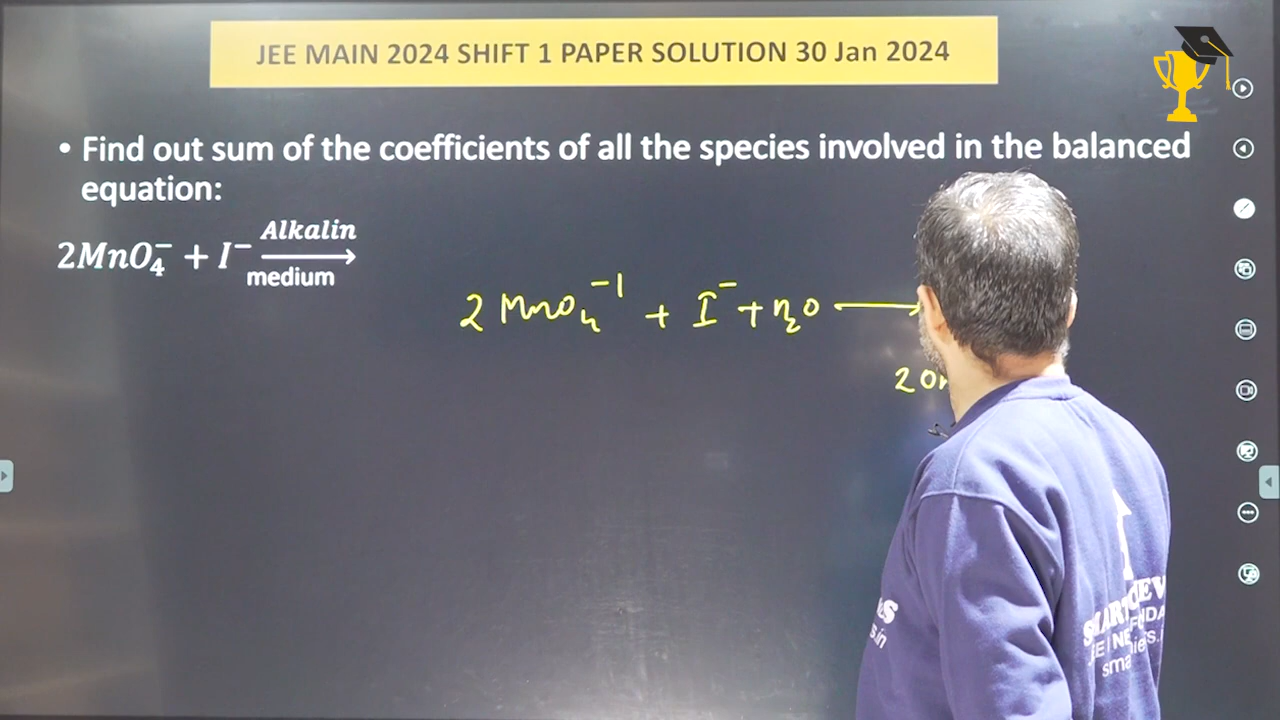 JEE MAIN 2024 SHIFT 1 PAPER SOLUTION 30 Jan 2024
• Find out sum of the coefficients of all the species involved in the balanced
equation:
2MnO₄⁻ + I⁻ Alkalin medium →
2 MnO₄⁻¹ + I⁻ + H₂O →
2 O